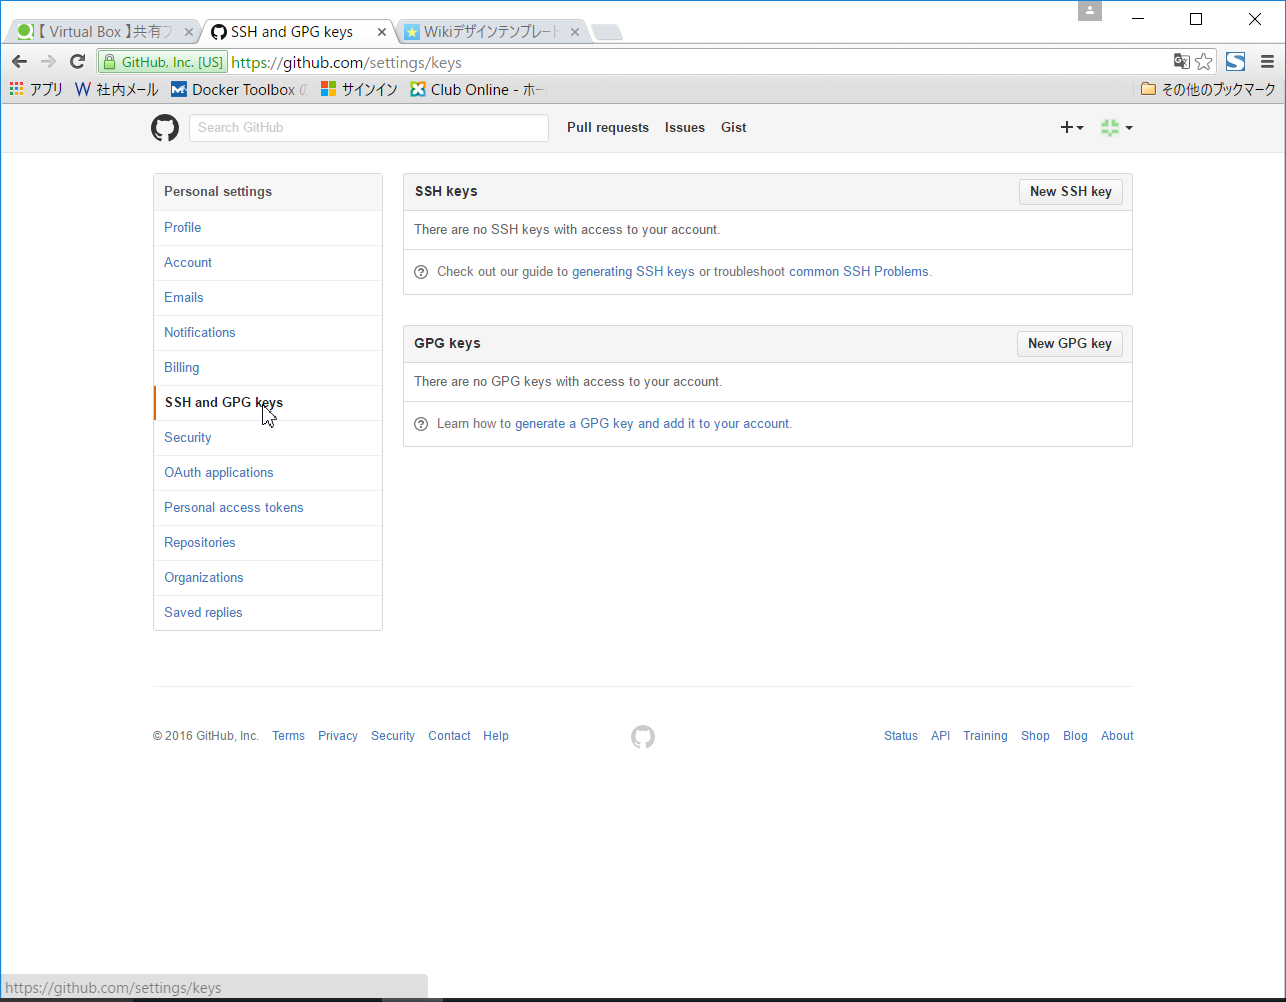 【 Virtual Box 】共有フ
SSH and GPG keys
Wikiデザインテンプレート
GitHub, Inc. [US]
https://github.com/settings/keys
アプリ
社内メール
Docker Toolbox
サインイン
Club Online - ホー
その他のブックマーク
Search GitHub
Pull requests
Issues
Gist
Personal settings
Profile
Account
Emails
Notifications
Billing
SSH and GPG keys
Security
OAuth applications
Personal access tokens
Repositories
Organizations
Saved replies
SSH keys
New SSH key
There are no SSH keys with access to your account.
Check out our guide to generating SSH keys or troubleshoot common SSH Problems.
GPG keys
New GPG key
There are no GPG keys with access to your account.
Learn how to generate a GPG key and add it to your account.
© 2016 GitHub, Inc. Terms Privacy Security Contact Help
Status API Training Shop Blog About
https://github.com/settings/keys